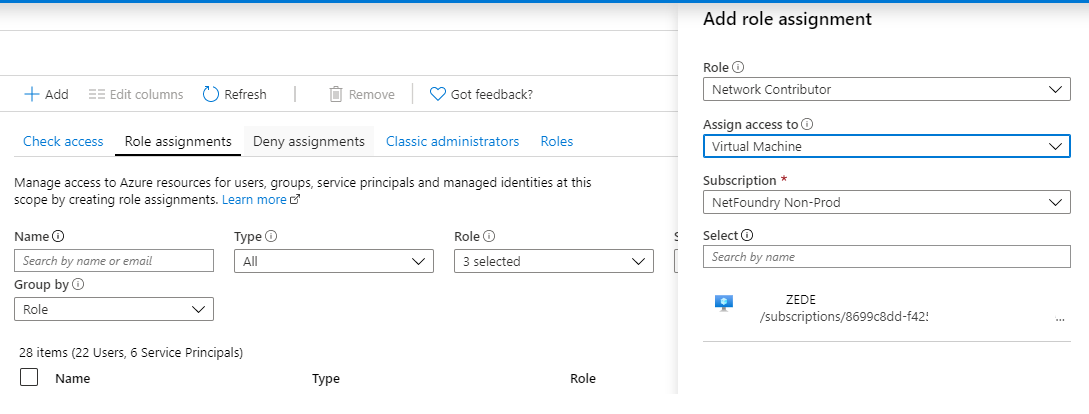 Add
Edit columns
Refresh
Remove
Got feedback?
Check access
Role assignments
Deny assignments
Classic administrators
Roles
Manage access to Azure resources for users, groups, service principals and managed identities at this
scope by creating role assignments. Learn more
Name
Type
Role
S
Search by name or email
All
3 selected
Group by
Role
28 items (22 Users, 6 Service Principals)
Name
Type
Role
Add role assignment
Role
Network Contributor
Assign access to
Virtual Machine
Subscription *
NetFoundry Non-Prod
Select
Search by name
ZEDE
/subscriptions/8699c8dd-f425
...